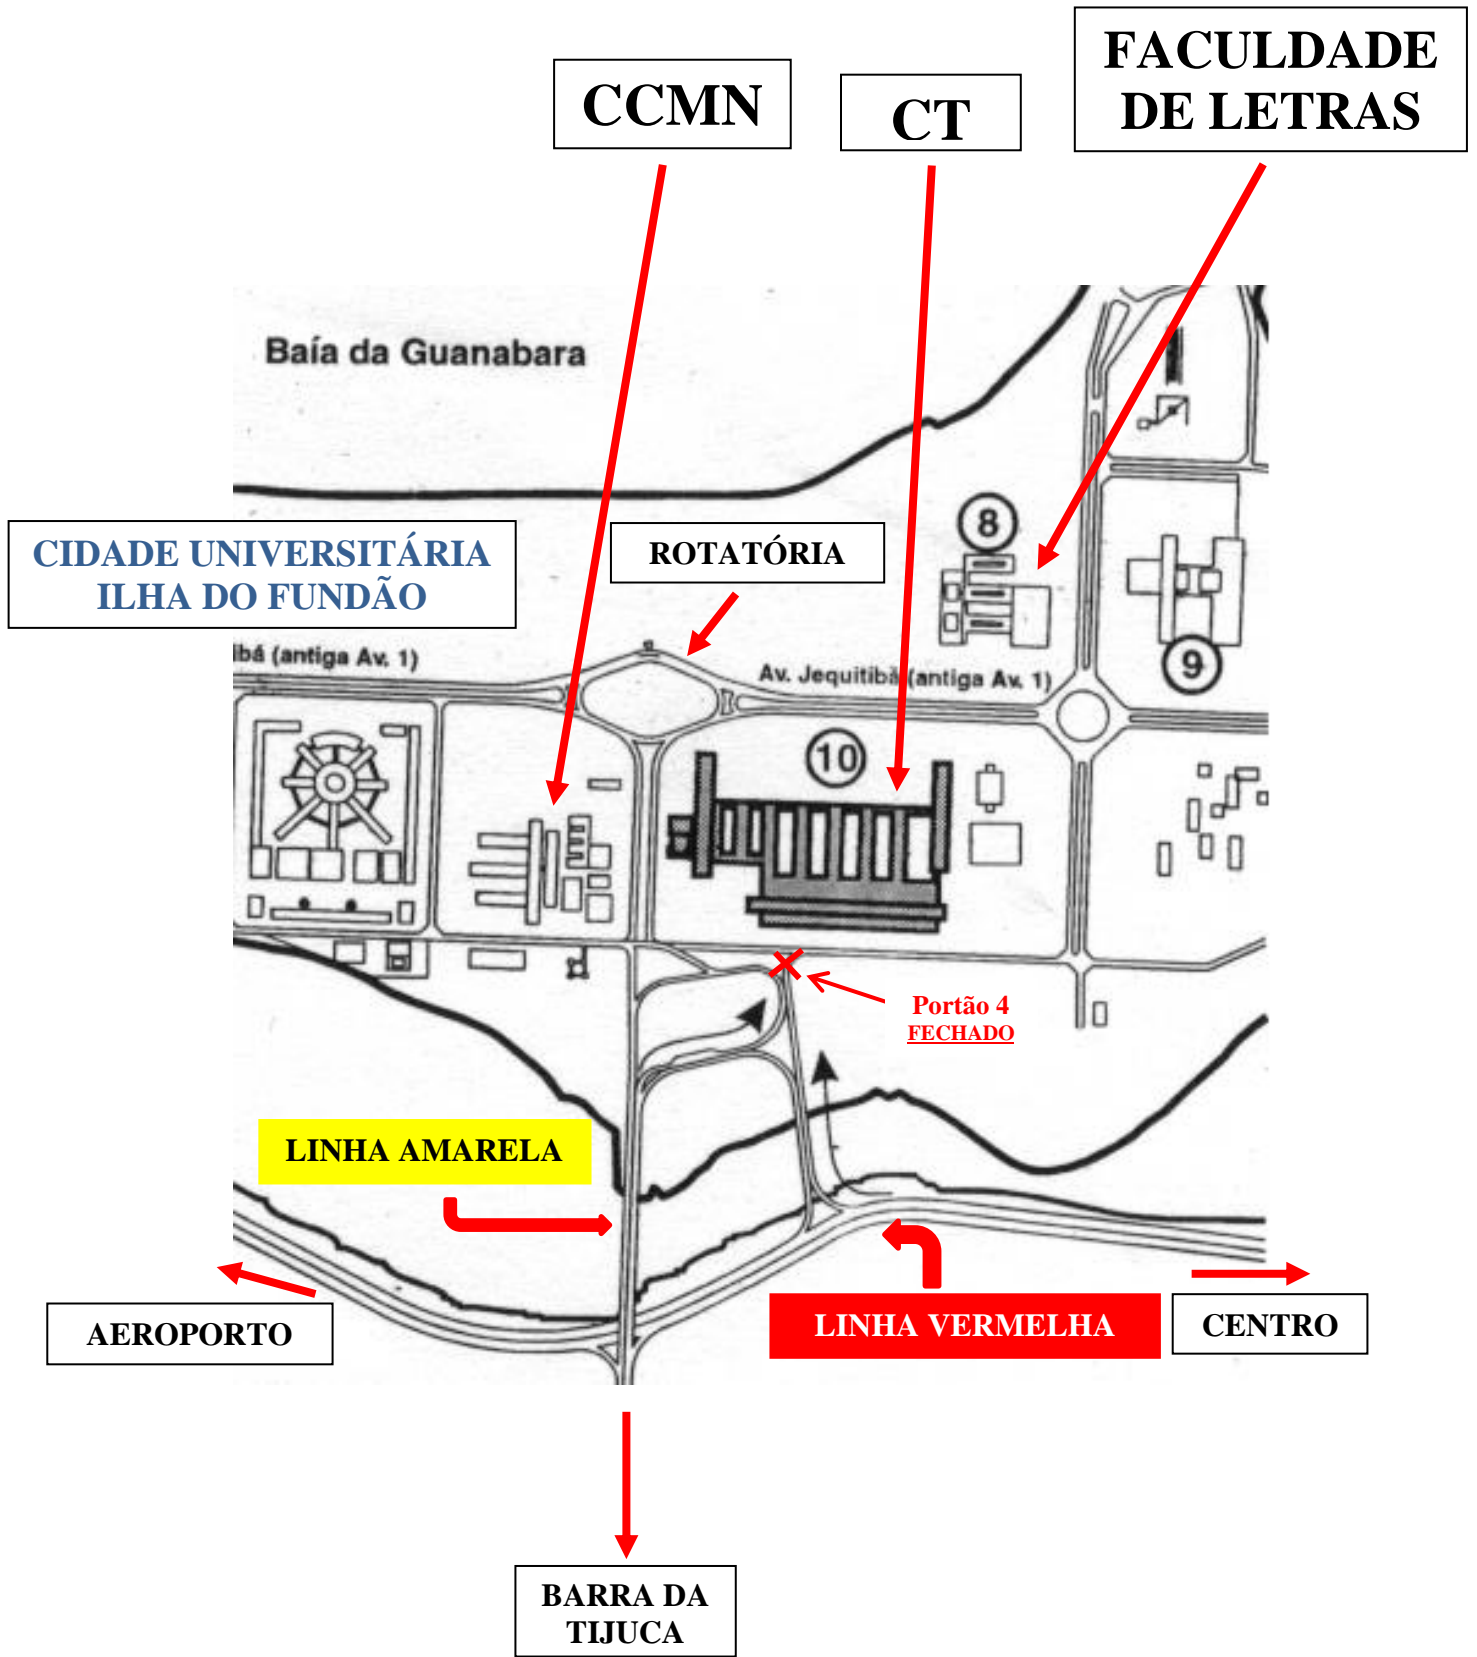 FACULDADE
DE LETRAS
CCMN
CT
Baía da Guanabara
8
CIDADE UNIVERSITÁRIA
ILHA DO FUNDÃO
ROTATÓRIA
ibá (antiga Av. 1)
Av. Jequitibá (antiga Av. 1)
9
10
Portão 4
FECHADO
LINHA AMARELA
AEROPORTO
LINHA VERMELHA
CENTRO
BARRA DA
TIJUCA